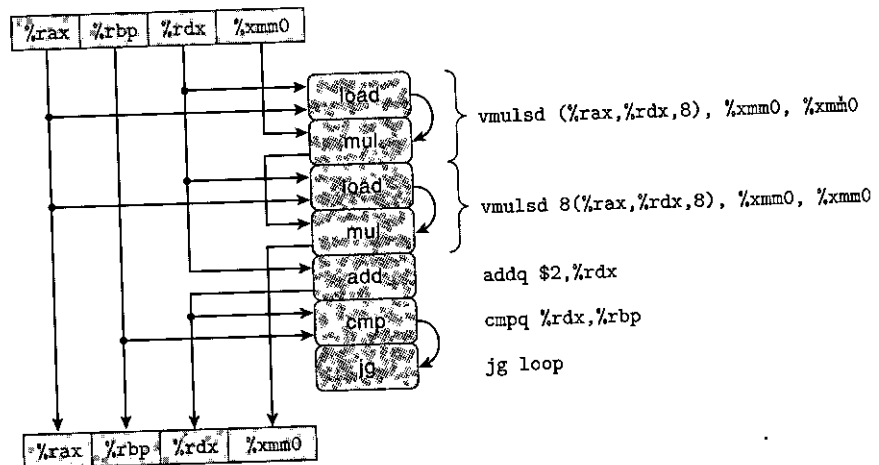 %rax %rbp %rdx %xmm0
load
vmulsd (%rax,%rdx,8), %xmm0, %xmm0
mul
load
vmulsd 8(%rax,%rdx,8), %xmm0, %xmm0
mul
add
addq $2,%rdx
cmp
cmpq %rdx,%rbp
jg
jg loop
%rax %rbp %rdx %xmm0